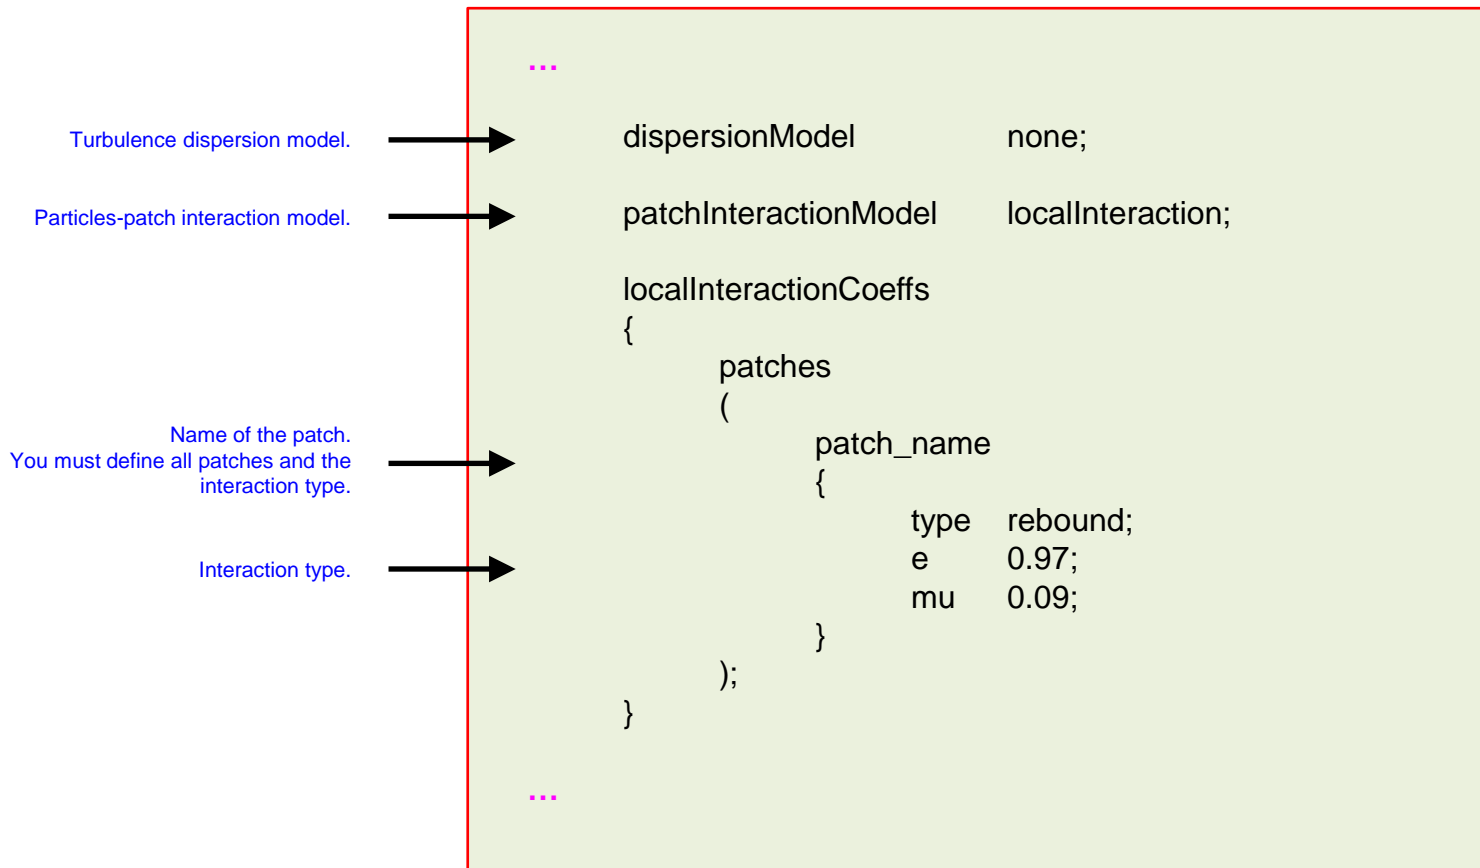 ...
Turbulence dispersion model.
dispersionModel none;
Particles-patch interaction model.
patchInteractionModel localInteraction;
localInteractionCoeffs
{
patches
(
Name of the patch.
You must define all patches and the
interaction type.
patch_name
{
type rebound;
Interaction type.
e 0.97;
mu 0.09;
}
);
}
...